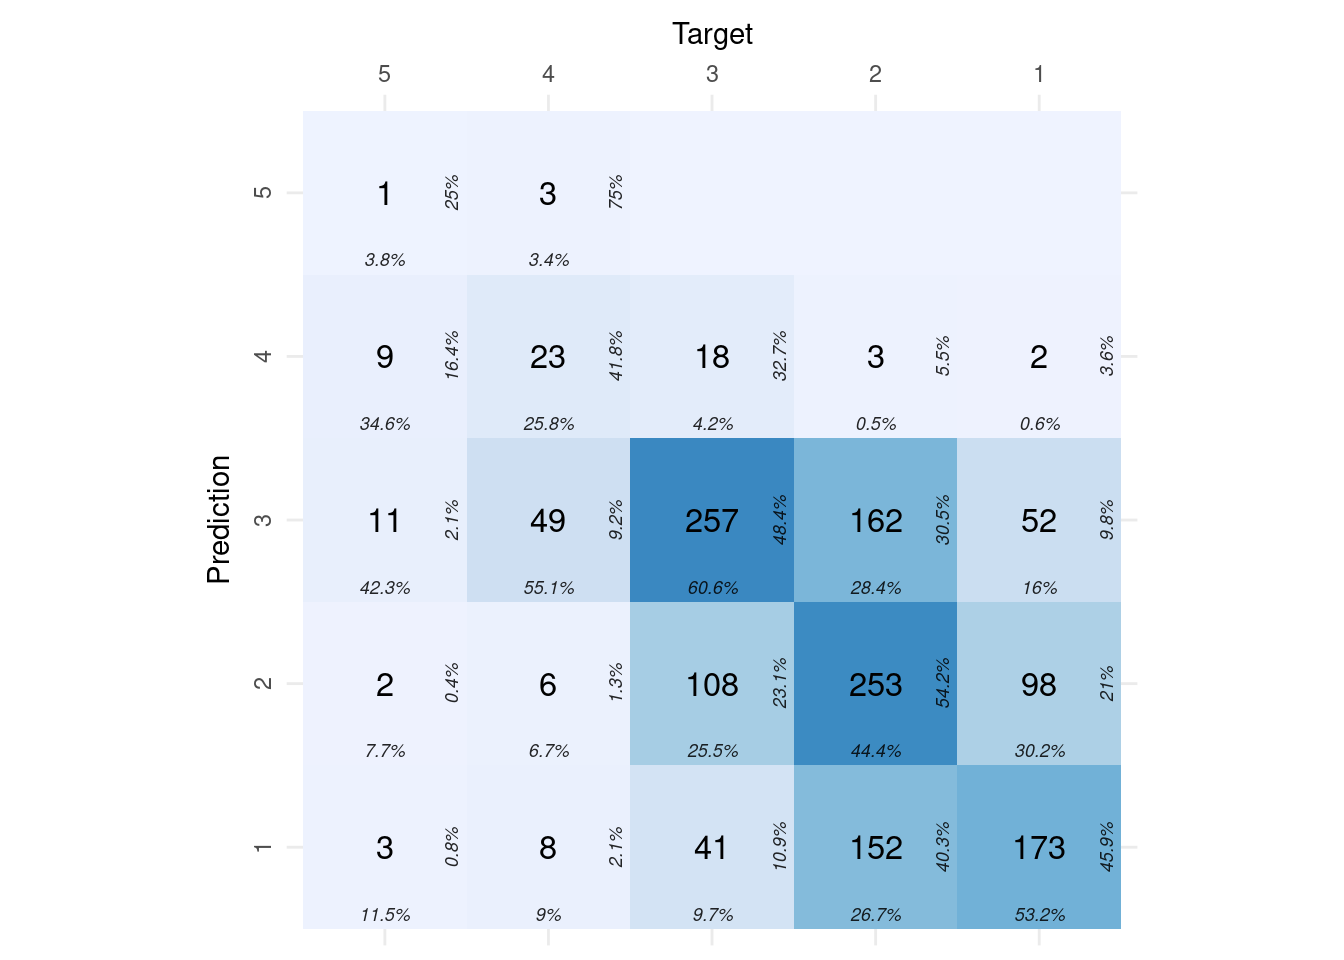 Target
5 4 3 2 1
5
1 25% 3 75%
3.8% 3.4%
4
9 16.4% 23 41.8% 18 32.7% 3 5.5% 2 3.6%
34.6% 25.8% 4.2% 0.5% 0.6%
Prediction
3
11 2.1% 49 9.2% 257 48.4% 162 30.5% 52 9.8%
42.3% 55.1% 60.6% 28.4% 16%
2
2 0.4% 6 1.3% 108 23.1% 253 54.2% 98 21%
7.7% 6.7% 25.5% 44.4% 30.2%
1
3 0.8% 8 2.1% 41 10.9% 152 40.3% 173 45.9%
11.5% 9% 9.7% 26.7% 53.2%